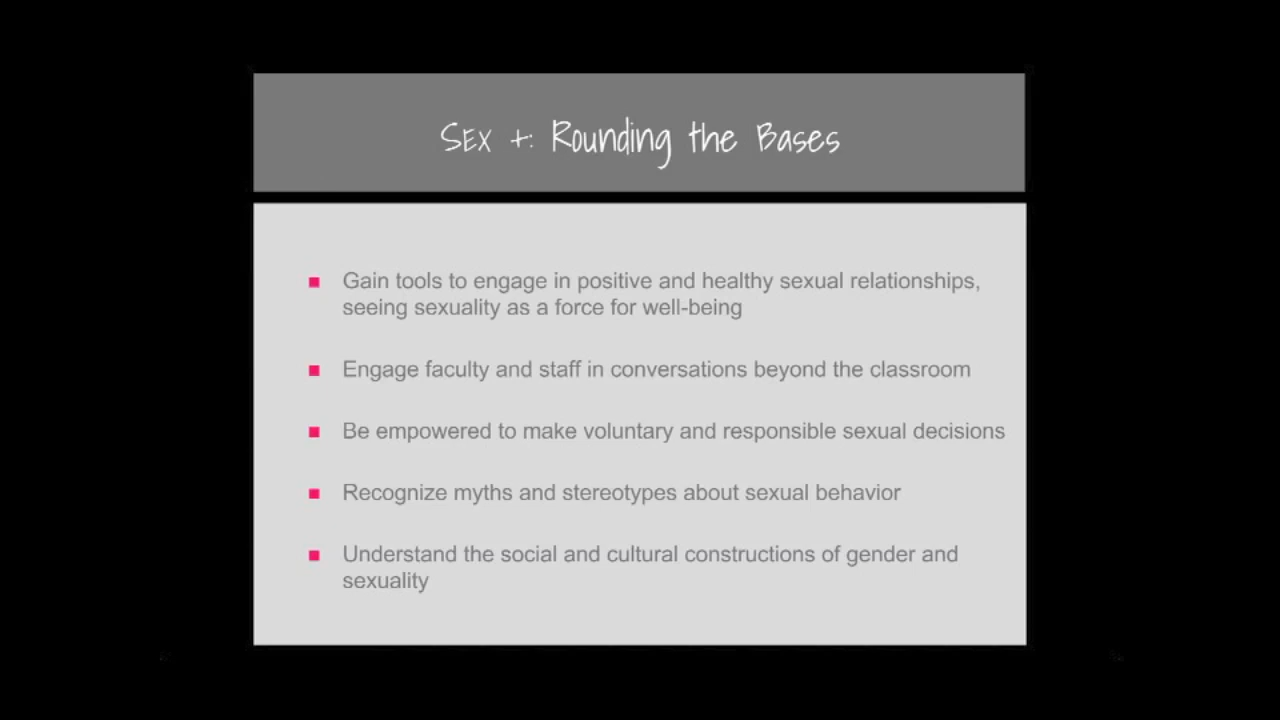 Sex +: Rounding the Bases
Gain tools to engage in positive and healthy sexual relationships,
seeing sexuality as a force for well-being
Engage faculty and staff in conversations beyond the classroom
Be empowered to make voluntary and responsible sexual decisions
Recognize myths and stereotypes about sexual behavior
Understand the social and cultural constructions of gender and
sexuality